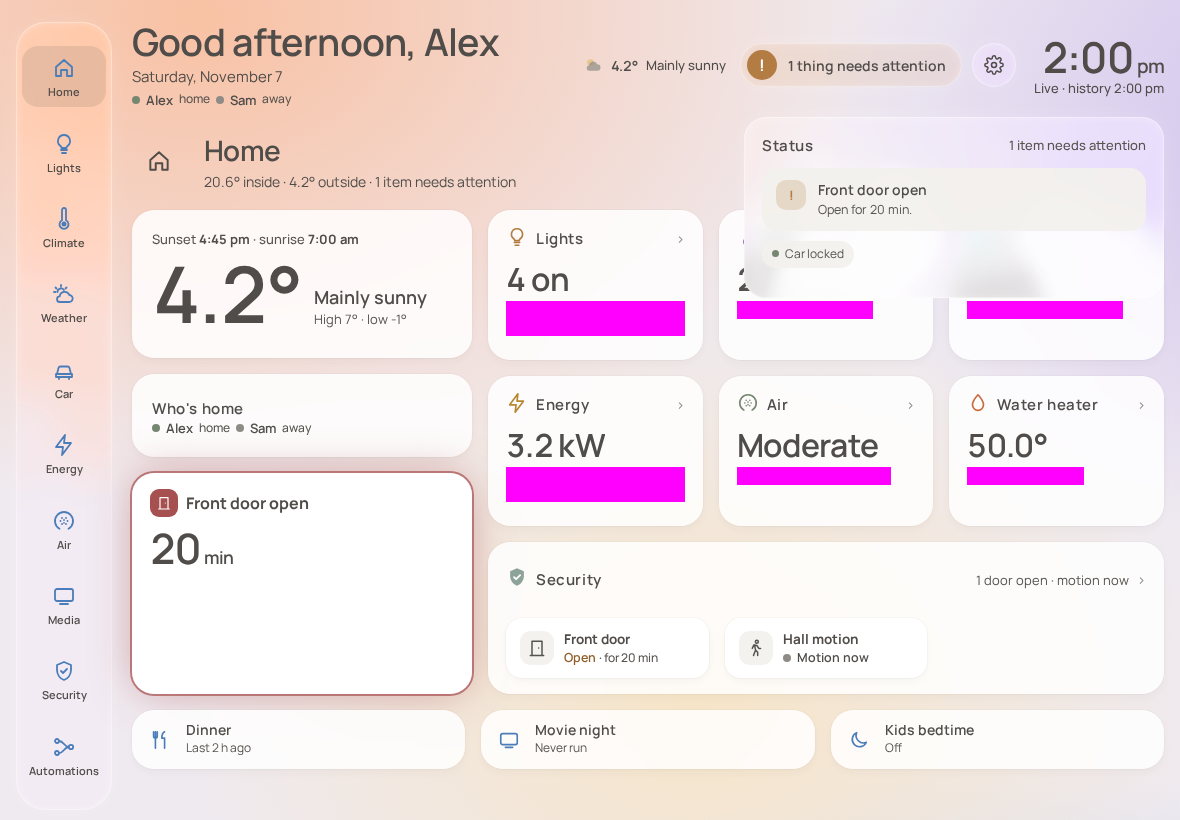 Good afternoon, Alex
Saturday, November 7
Alex home Sam away
4.2° Mainly sunny
! 1 thing needs attention
2:00 pm
Live · history 2:00 pm
Home
Lights
Climate
Weather
Car
Energy
Air
Media
Security
Automations
Home
20.6° inside · 4.2° outside · 1 item needs attention
Status 1 item needs attention
! Front door open
Open for 20 min.
Car locked
Sunset 4:45 pm · sunrise 7:00 am
4.2° Mainly sunny
High 7° · low -1°
Lights
4 on
Who's home
Alex home Sam away
Energy
3.2 kW
Air
Moderate
Water heater
50.0°
Front door open
20 min
Security 1 door open · motion now
Front door
Open · for 20 min
Hall motion
Motion now
Dinner
Last 2 h ago
Movie night
Never run
Kids bedtime
Off